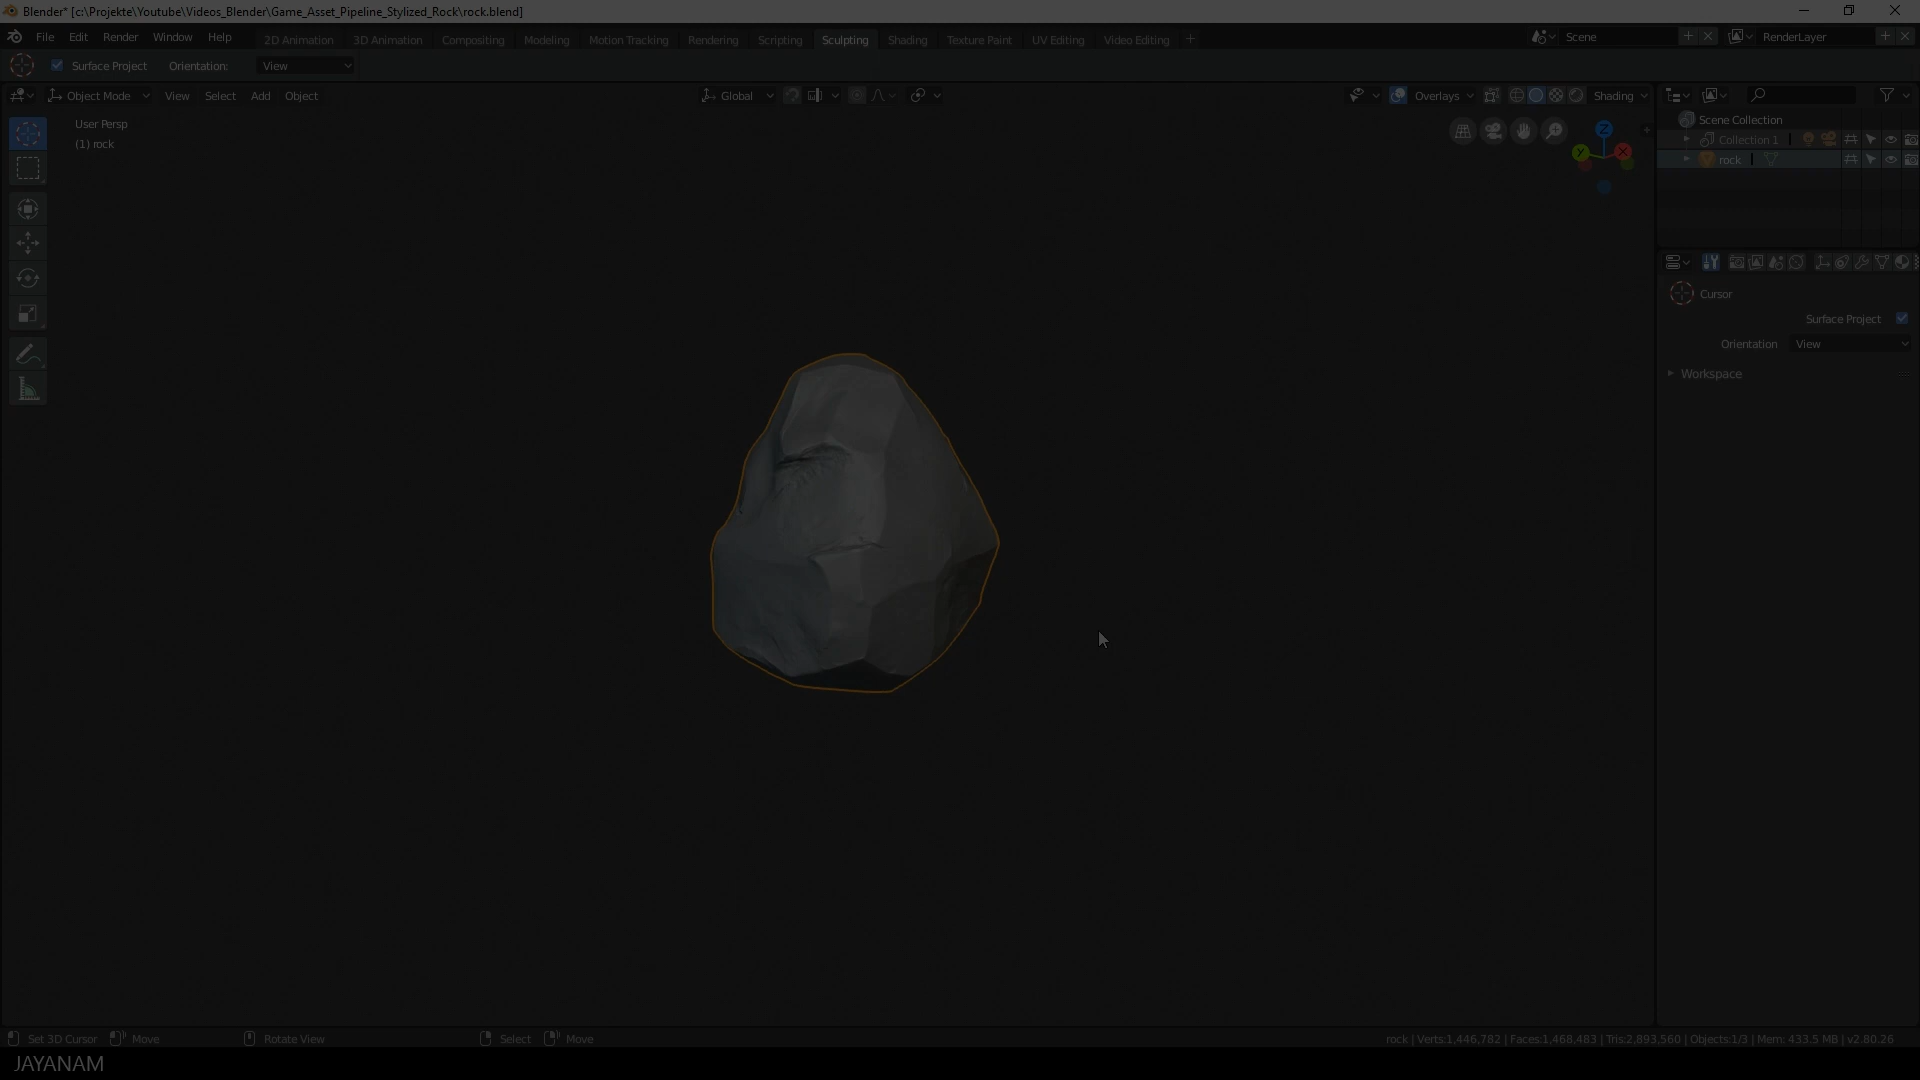 Blender* [c:\Projekte\Youtube\Videos_Blender\Game_Asset_Pipeline_Stylized_Rock\rock.blend]
File Edit Render Window Help 2D Animation 3D Animation Compositing Modeling Motion Tracking Rendering Scripting Sculpting Shading Texture Paint UV Editing Video Editing Scene RenderLayer
Surface Project Orientation: View
Object Mode View Select Add Object Global Overlays Shading
User Persp
(1) rock
Z
Y
X
Scene Collection
Collection 1
rock
Cursor
Surface Project
Orientation View
Workspace
Set 3D Cursor Move Rotate View Select Move rock | Verts:1,446,782 | Faces:1,468,483 | Tris:2,893,560 | Objects:1/3 | Mem: 433.5 MB | v2.80.26
JAYANAM